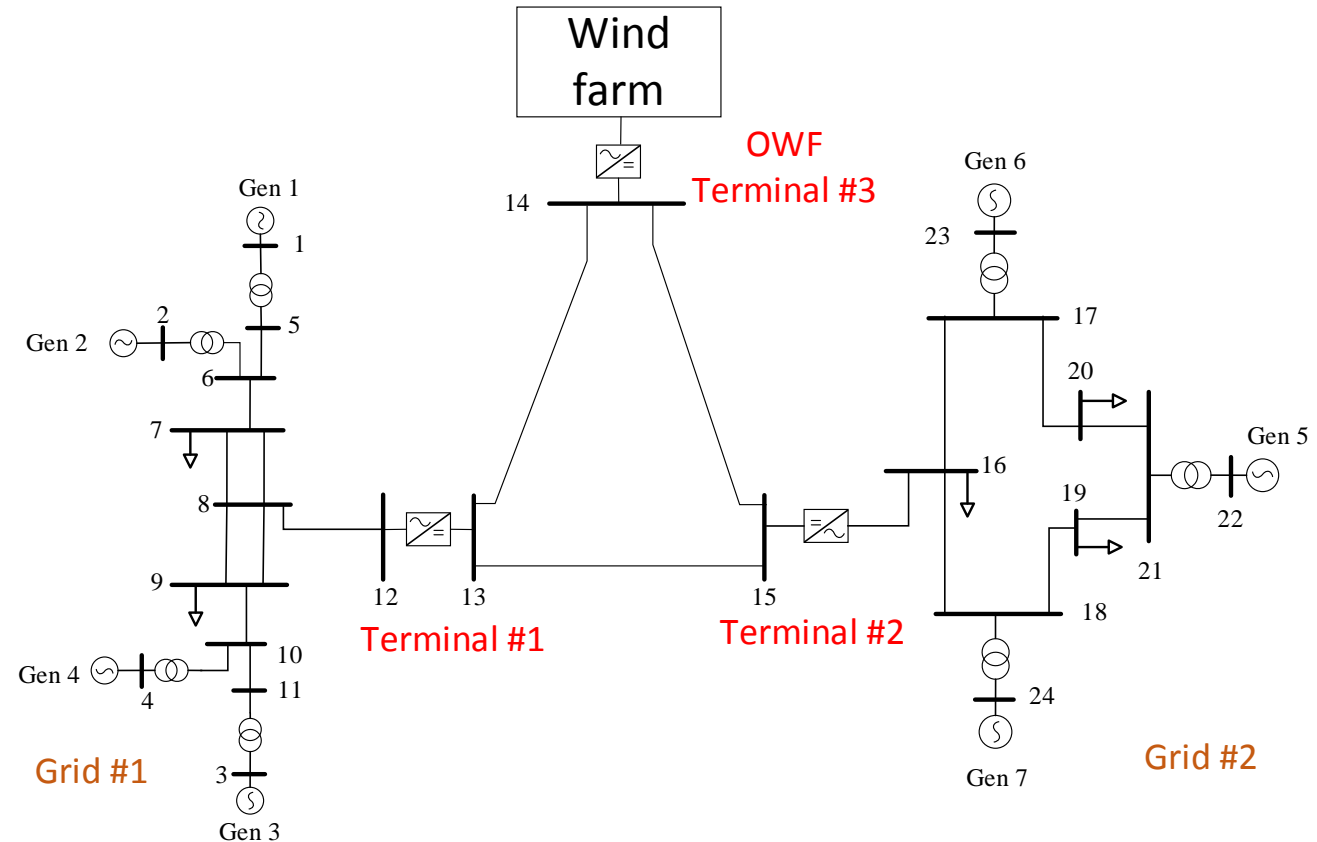 Wind
farm
OWF
Terminal #3
14
Gen 1
1
Gen 2
2
5
6
7
8
9
12
13
Terminal #1
10
Gen 4
4
11
3
Gen 3
Grid #1
Gen 6
23
17
20
16
Gen 5
19
22
21
15
Terminal #2
18
24
Gen 7
Grid #2